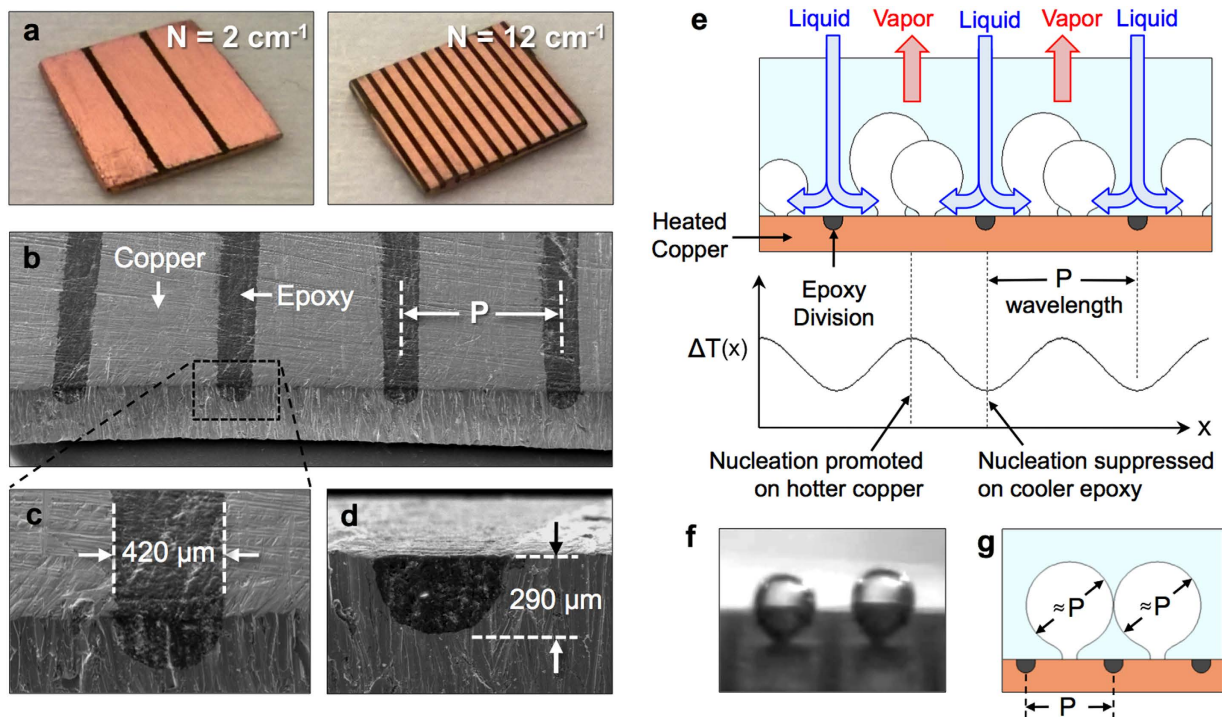 a
N = 2 cm⁻¹
N = 12 cm⁻¹
b
Copper
Epoxy
P
c
420 µm
d
290 µm
e
Liquid
Vapor
Liquid
Vapor
Liquid
Heated
Copper
Epoxy
Division
P
wavelength
ΔT(x)
x
Nucleation promoted
on hotter copper
Nucleation suppressed
on cooler epoxy
f
g
≈P
≈P
P